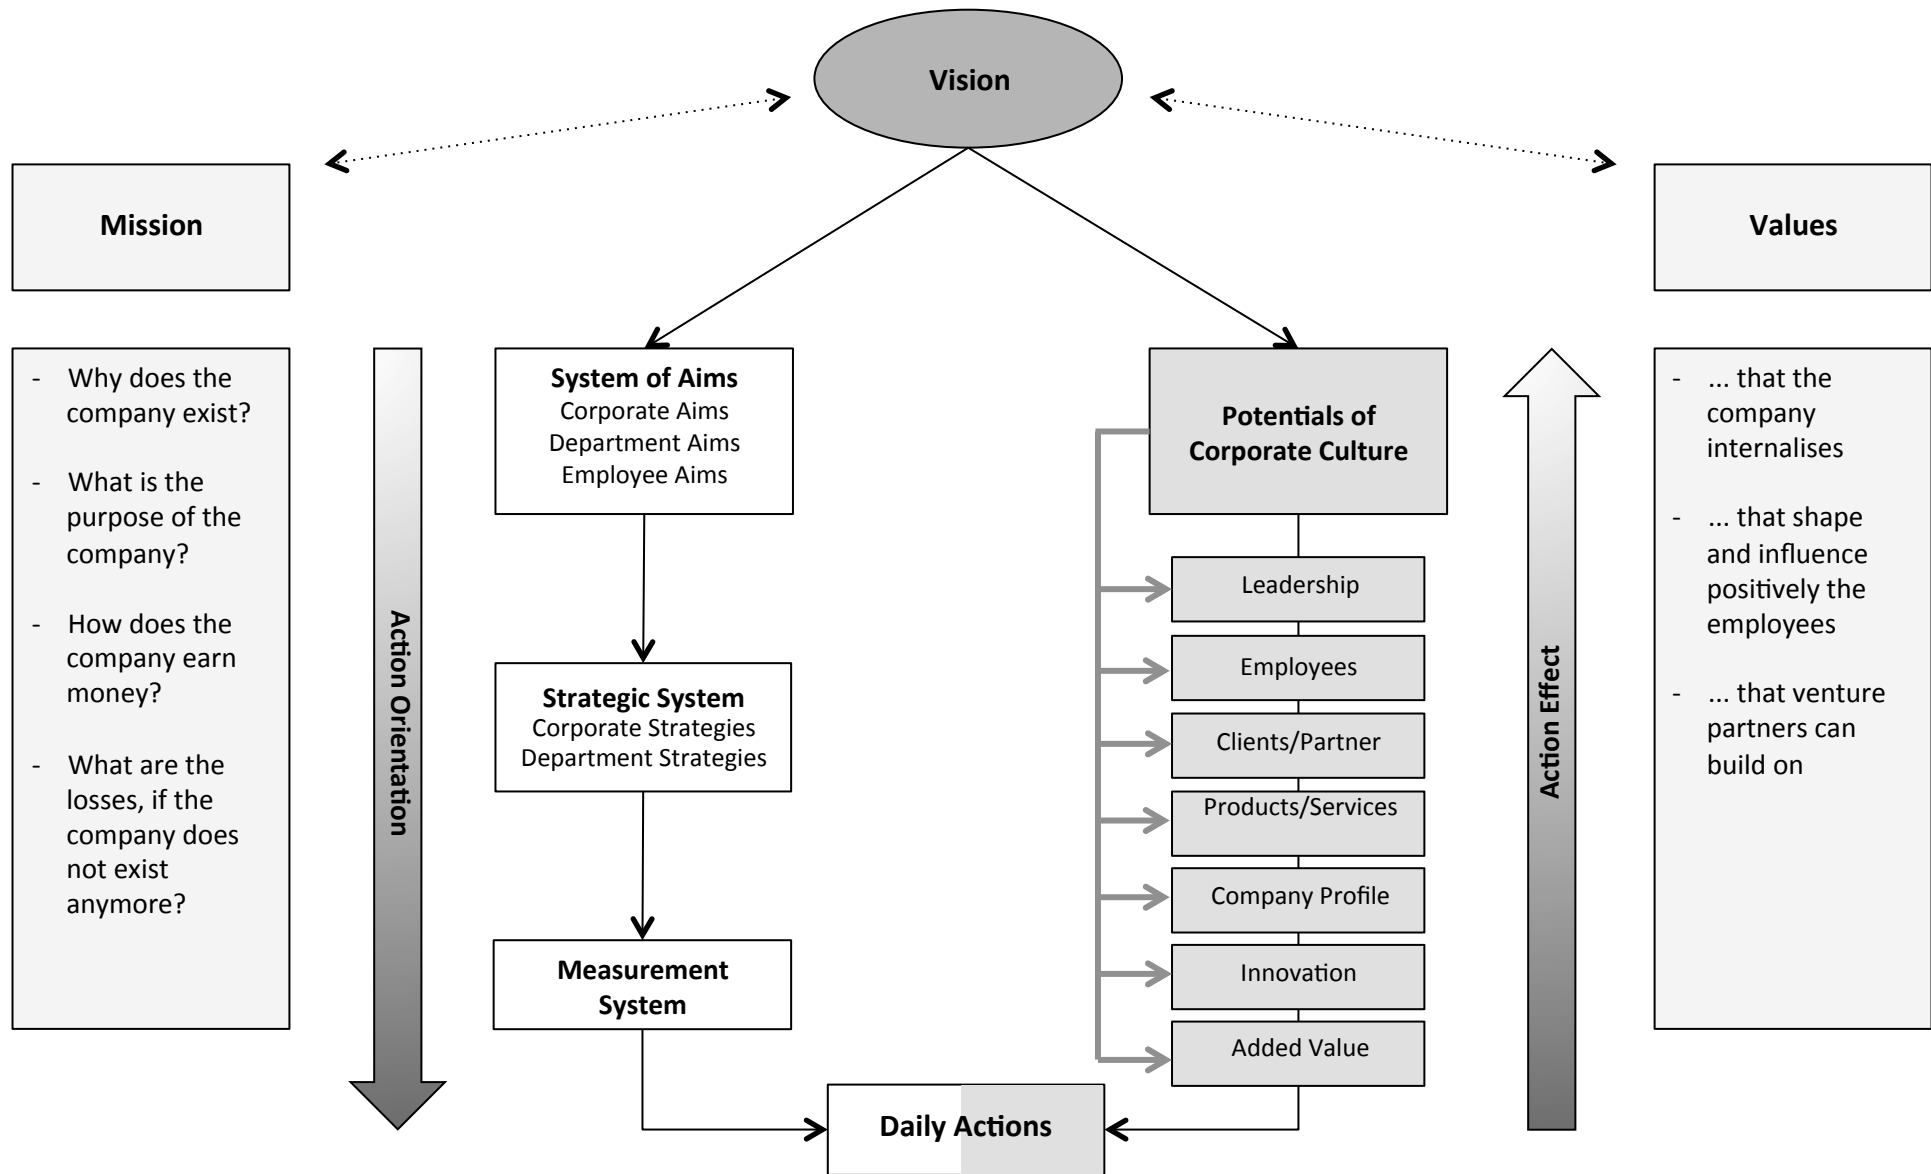 Vision
Mission
Values
- Why does the
company exist?
- What is the
purpose of the
company?
- How does the
company earn
money?
- What are the
losses, if the
company does
not exist
anymore?
Action Orientation
System of Aims
Corporate Aims
Department Aims
Employee Aims
Strategic System
Corporate Strategies
Department Strategies
Measurement
System
Potentials of
Corporate Culture
Leadership
Employees
Clients/Partner
Products/Services
Company Profile
Innovation
Added Value
Daily Actions
Action Effect
- ... that the
company
internalises
- ... that shape
and influence
positively the
employees
- ... that venture
partners can
build on